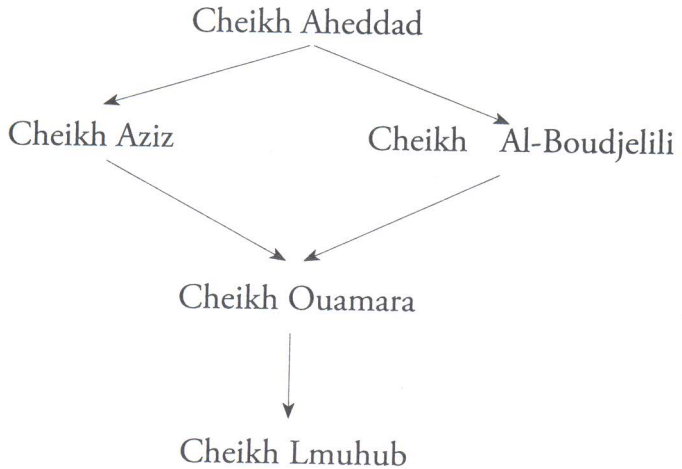 Cheikh Aheddad
Cheikh Aziz
Cheikh Al-Boudjelili
Cheikh Ouamara
Cheikh Lmuhub